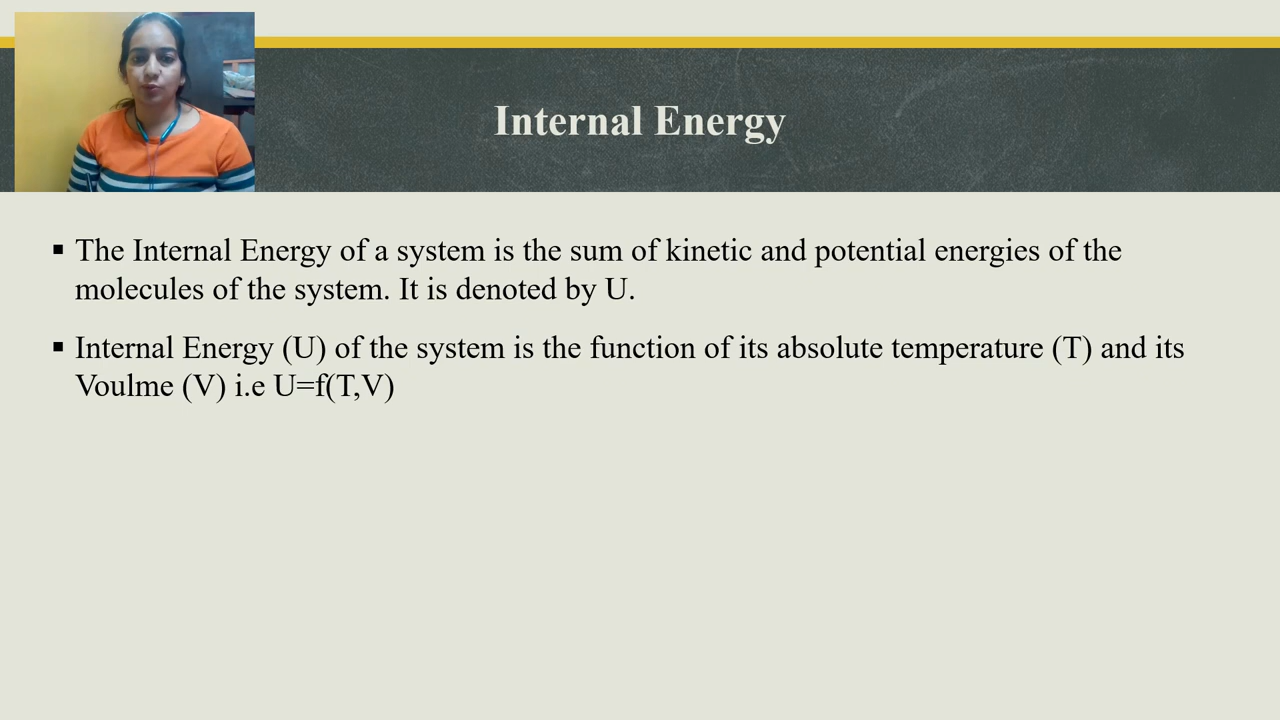 Internal Energy
▪ The Internal Energy of a system is the sum of kinetic and potential energies of the
molecules of the system. It is denoted by U.
▪ Internal Energy (U) of the system is the function of its absolute temperature (T) and its
Voulme (V) i.e U=f(T,V)